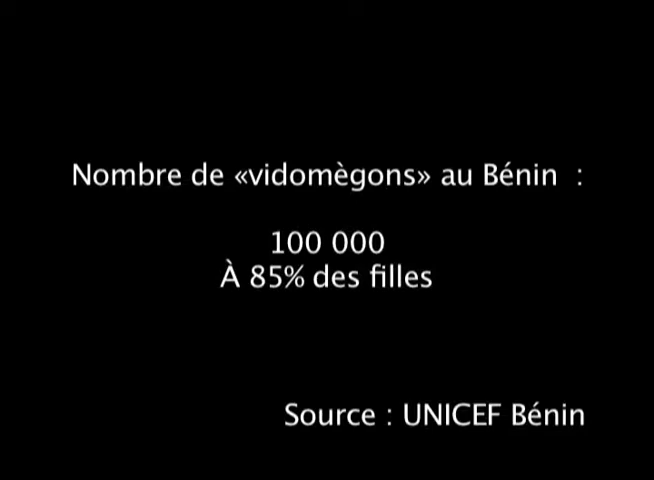 Nombre de «vidomègons» au Bénin :
100 000
À 85% des filles
Source : UNICEF Bénin